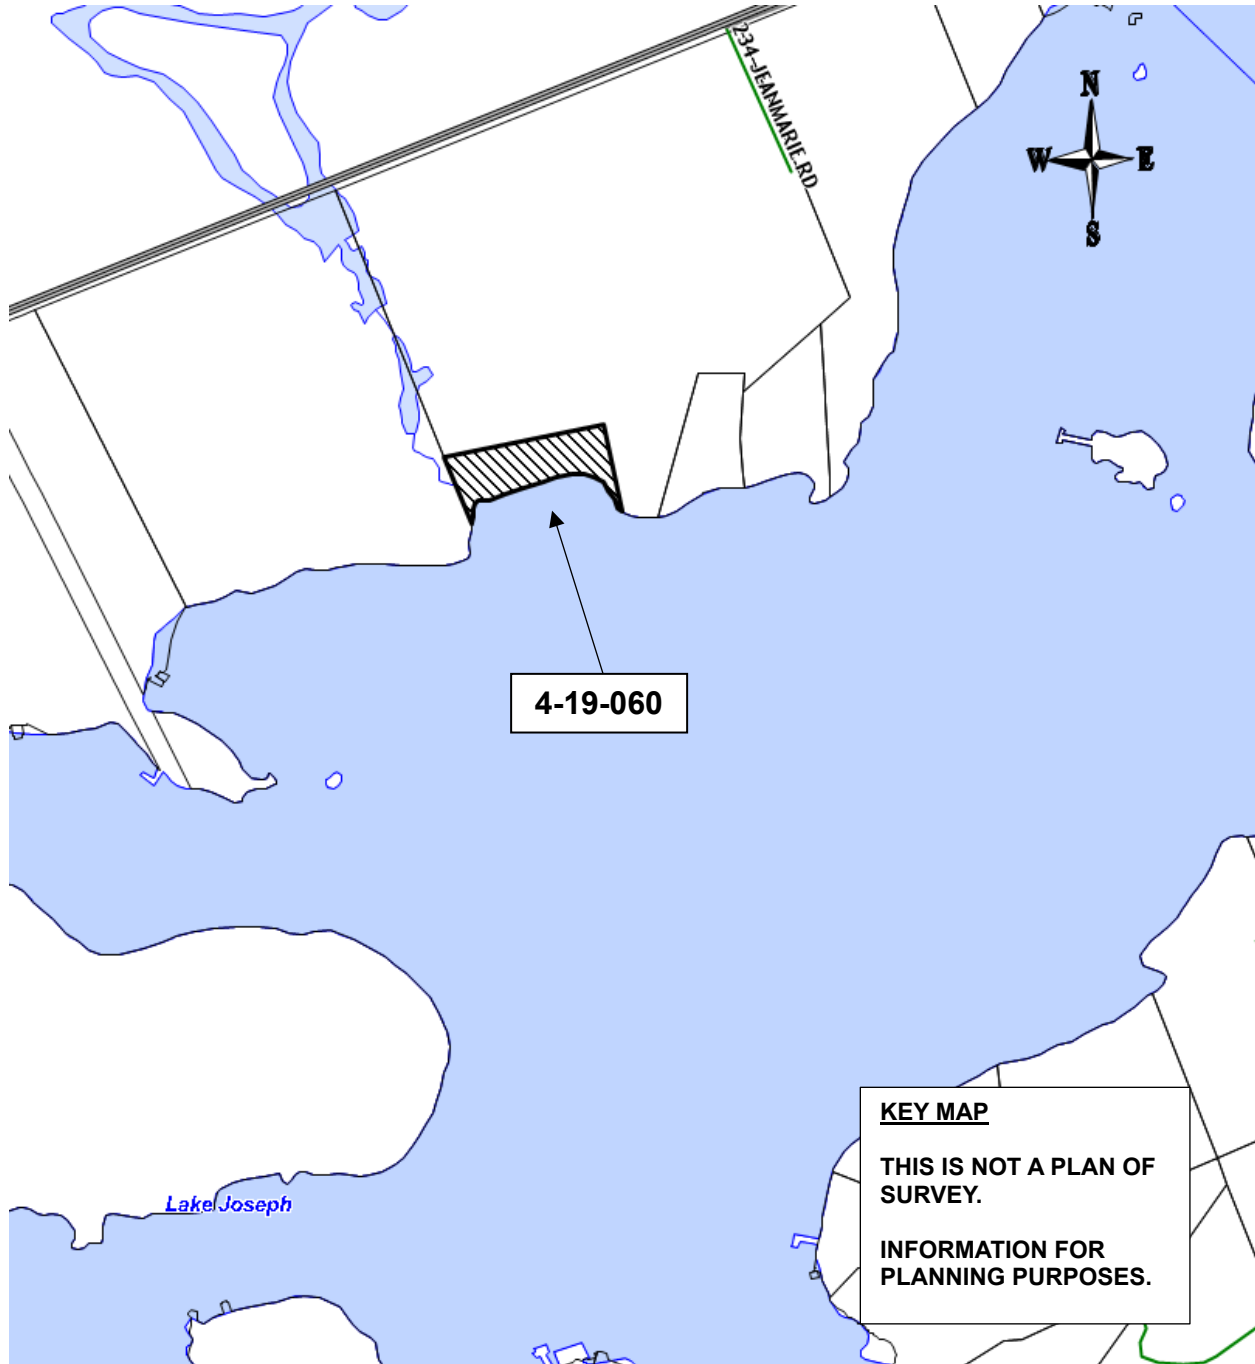 234-JEANMARIE RD
N
W E
S
4-19-060
KEY MAP
THIS IS NOT A PLAN OF
SURVEY.
INFORMATION FOR
PLANNING PURPOSES.
Lake Joseph